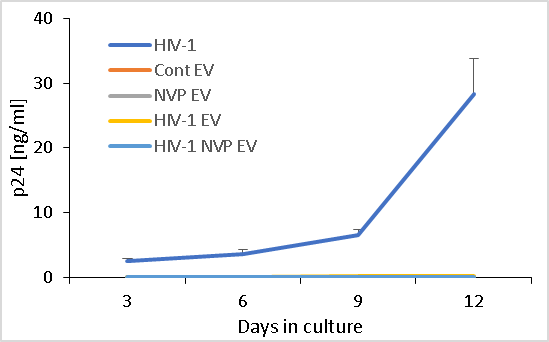 40
30
20
10
0
p24 [ng/ml]
HIV-1
Cont EV
NVP EV
HIV-1 EV
HIV-1 NVP EV
3 6 9 12
Days in culture